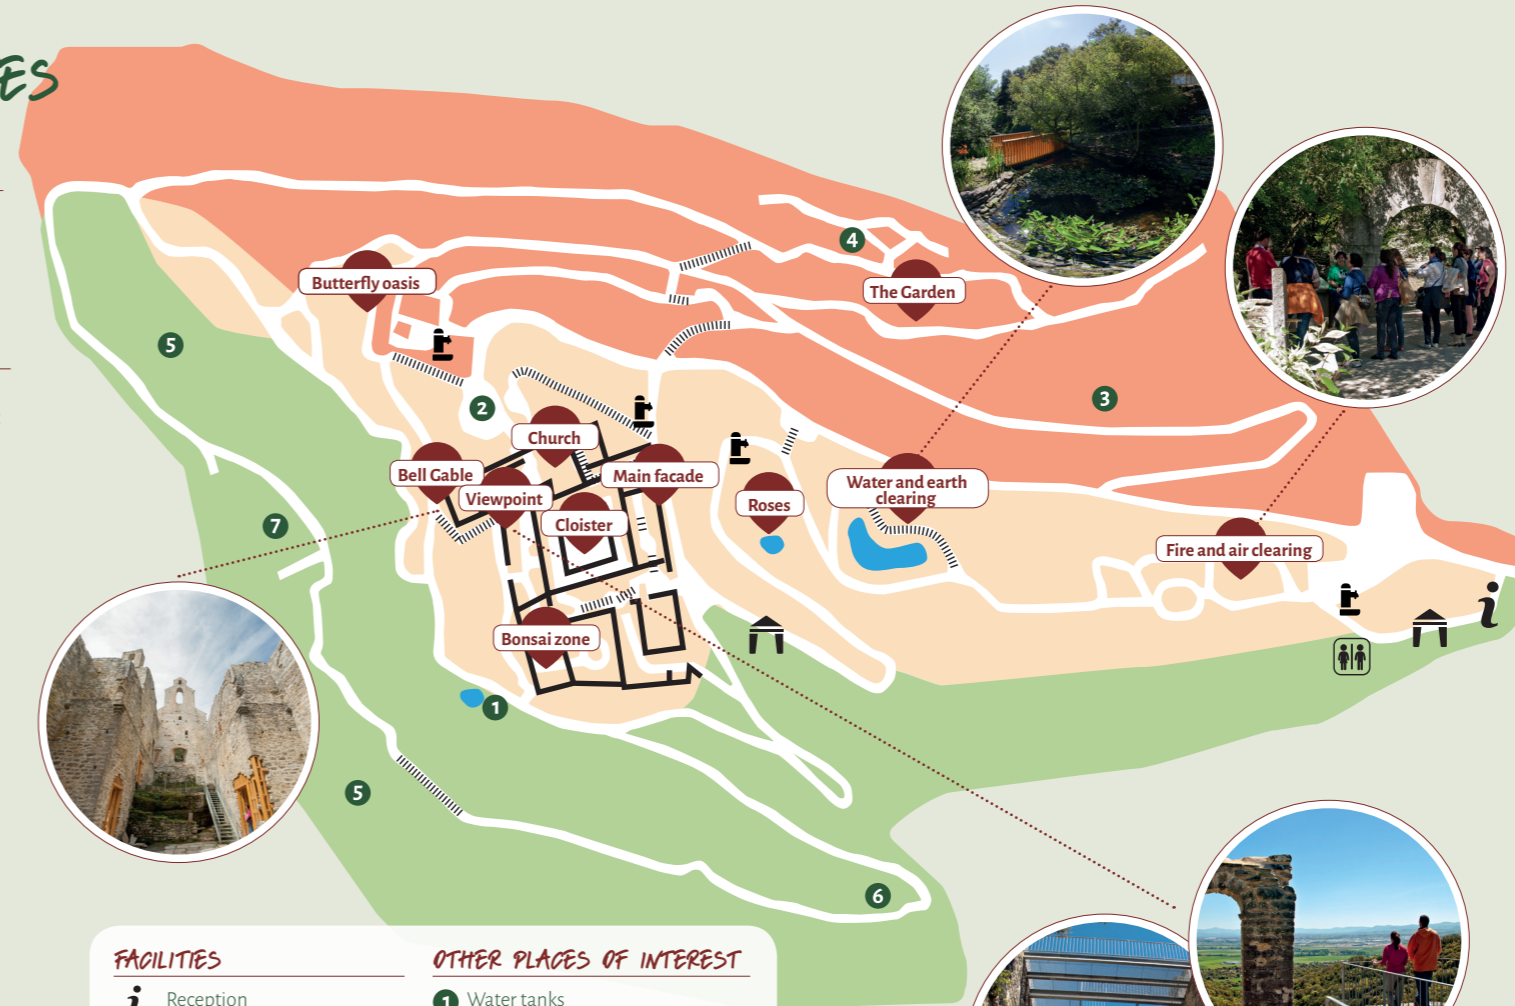 ES
4
The Garden
Butterfly oasis
5
3
2
Church
Bell Gable
Main facade
Viewpoint
Roses
Water and earth
clearing
Cloister
7
Fire and air clearing
i
Bonsai zone
1
5
6
FACILITIES
i Reception
OTHER PLACES OF INTEREST
1 Water tanks